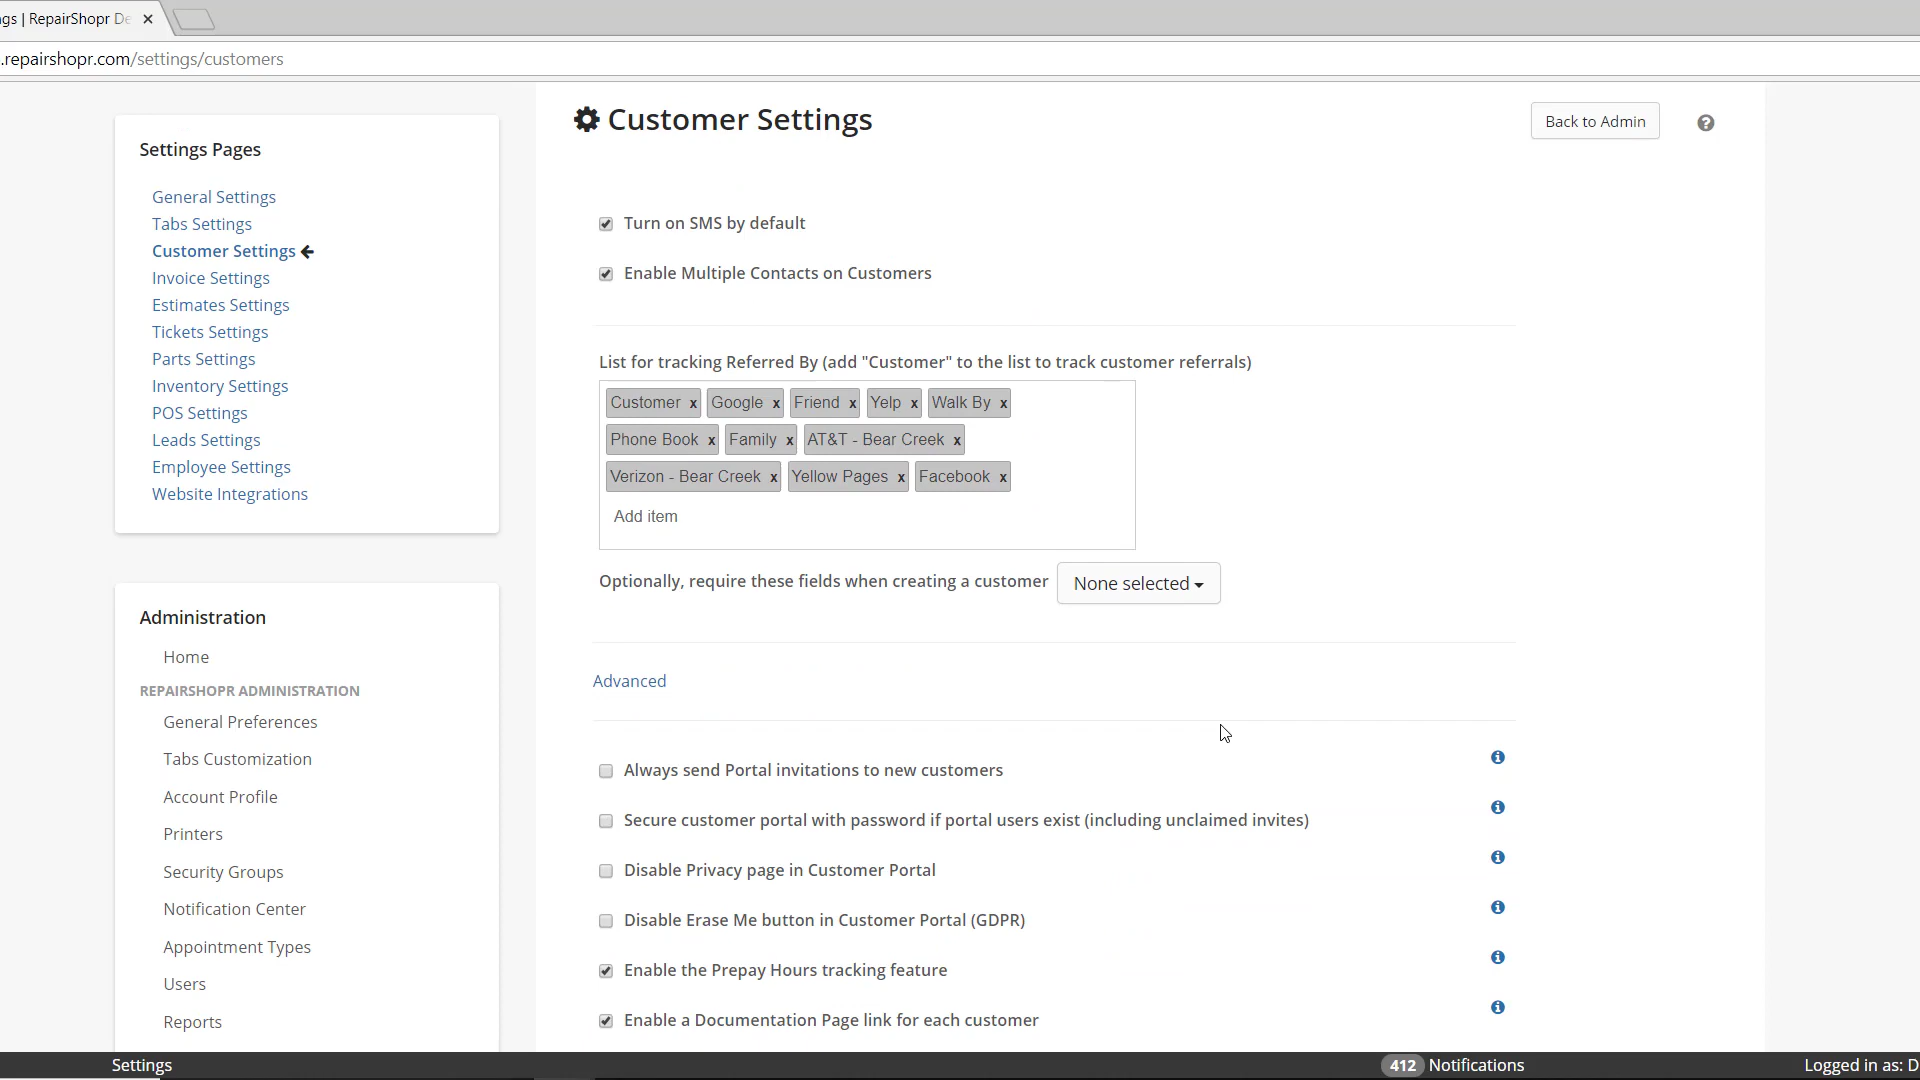 gs | RepairShopr De ×
.repairshopr.com/settings/customers
Settings Pages
General Settings
Tabs Settings
Customer Settings
Invoice Settings
Estimates Settings
Tickets Settings
Parts Settings
Inventory Settings
POS Settings
Leads Settings
Employee Settings
Website Integrations
Administration
Home
REPAIRSHOPR ADMINISTRATION
General Preferences
Tabs Customization
Account Profile
Printers
Security Groups
Notification Center
Appointment Types
Users
Reports
Customer Settings
Back to Admin
Turn on SMS by default
Enable Multiple Contacts on Customers
List for tracking Referred By (add "Customer" to the list to track customer referrals)
Customer x Google x Friend x Yelp x Walk By x
Phone Book x Family x AT&T - Bear Creek x
Verizon - Bear Creek x Yellow Pages x Facebook x
Add item
Optionally, require these fields when creating a customer None selected
Advanced
Always send Portal invitations to new customers
Secure customer portal with password if portal users exist (including unclaimed invites)
Disable Privacy page in Customer Portal
Disable Erase Me button in Customer Portal (GDPR)
Enable the Prepay Hours tracking feature
Enable a Documentation Page link for each customer
Settings
412 Notifications
Logged in as: D